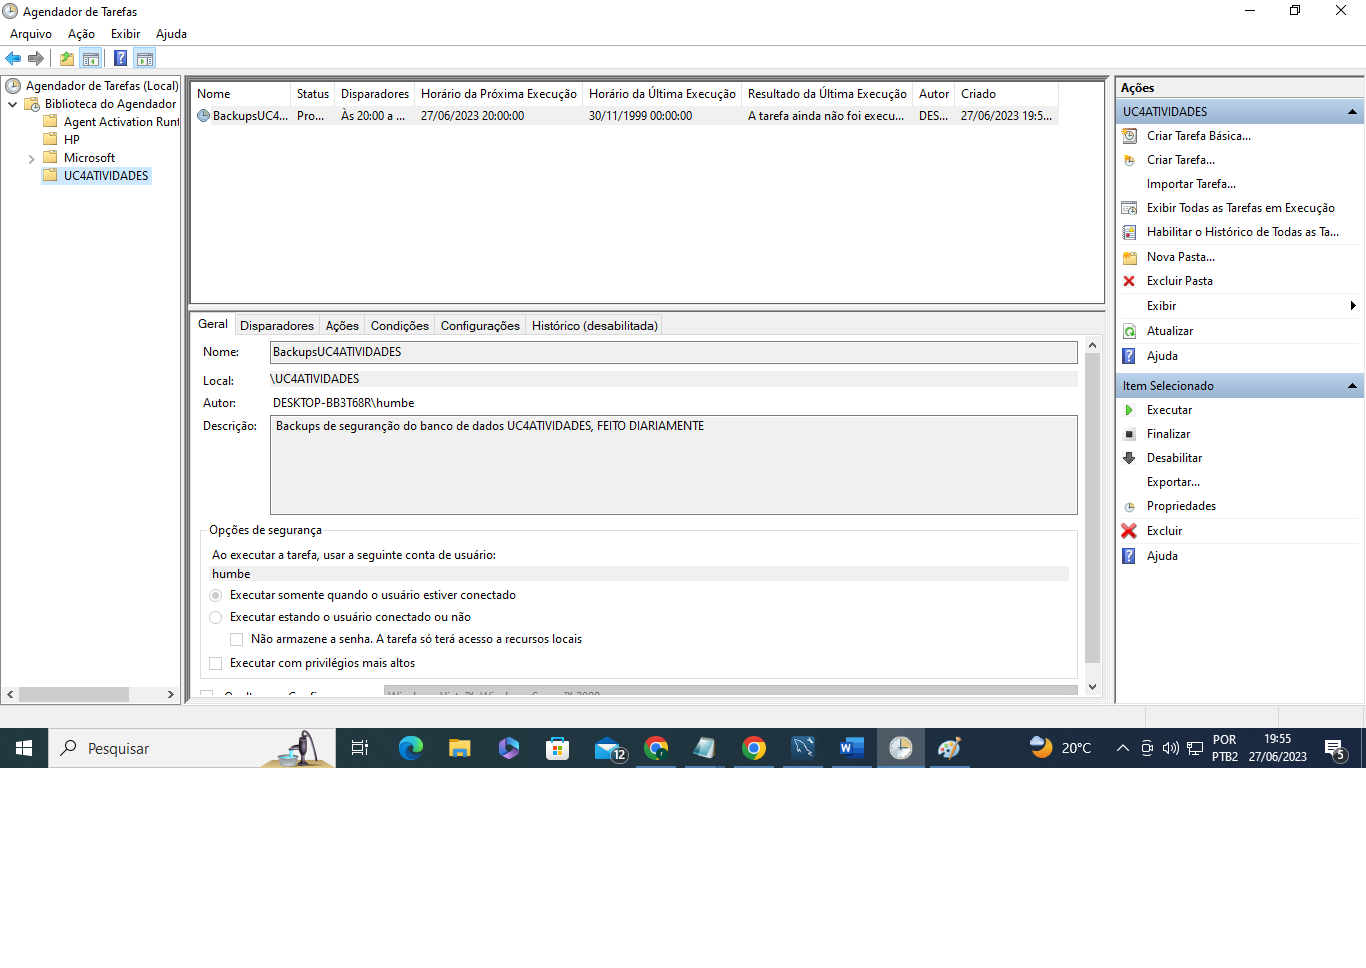 Agendador de Tarefas
Arquivo Ação Exibir Ajuda
Agendador de Tarefas (Local)
Biblioteca do Agendador
Agent Activation Runt
HP
Microsoft
UC4ATIVIDADES
Nome Status Disparadores Horário da Próxima Execução Horário da Última Execução Resultado da Última Execução Autor Criado
BackupsUC4... Pro... Às 20:00 a ... 27/06/2023 20:00:00 30/11/1999 00:00:00 A tarefa ainda não foi execu... DES... 27/06/2023 19:5...
Geral Disparadores Ações Condições Configurações Histórico (desabilitada)
Nome: BackupsUC4ATIVIDADES
Local: \UC4ATIVIDADES
Autor: DESKTOP-BB3T68R\humbe
Descrição: Backups de seguranção do banco de dados UC4ATIVIDADES, FEITO DIARIAMENTE
Opções de segurança
Ao executar a tarefa, usar a seguinte conta de usuário:
humbe
Executar somente quando o usuário estiver conectado
Executar estando o usuário conectado ou não
Não armazene a senha. A tarefa só terá acesso a recursos locais
Executar com privilégios mais altos
Ações
UC4ATIVIDADES
Criar Tarefa Básica...
Criar Tarefa...
Importar Tarefa...
Exibir Todas as Tarefas em Execução
Habilitar o Histórico de Todas as Ta...
Nova Pasta...
Excluir Pasta
Exibir
Atualizar
Ajuda
Item Selecionado
Executar
Finalizar
Desabilitar
Exportar...
Propriedades
Excluir
Ajuda
Pesquisar
12
20°C
POR
PTB2
19:55
27/06/2023
5